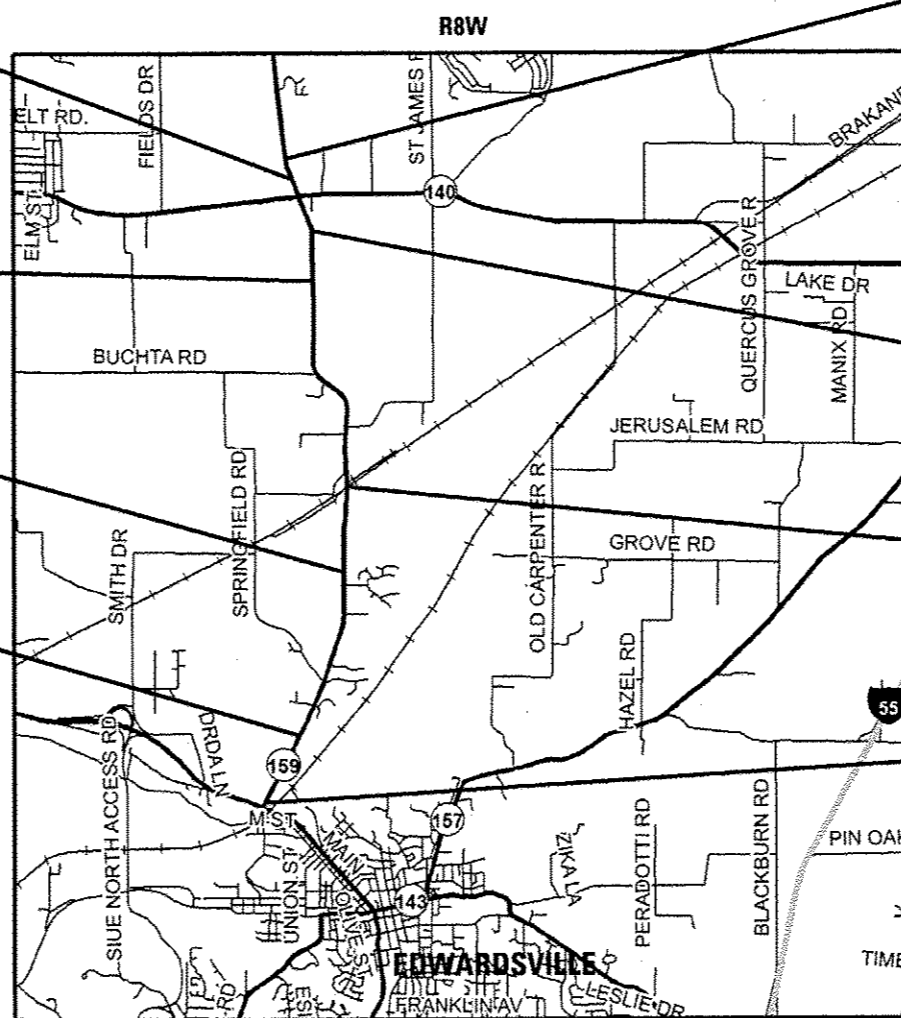 R8W
ELT RD.
FIELDS DR
ST JAMES R
BRAKANE
140
ELM ST
QUERCUS GROVE R
LAKE DR
MANIX RD
BUCHTA RD
JERUSALEM RD
SPRINGFIELD RD
OLD CARPENTER R
GROVE RD
SMITH DR
HAZEL RD
55
SIUE NORTH ACCESS RD
DRDA LN
159
M ST
157
MAIN
UNION ST
OLIVE ST
143
ZIKA LA
PERADOTTI RD
BLACKBURN RD
PIN OAK
EDWARDSVILLE
TIME
RD
ESI
FRANKLIN AV
LESLIE DR